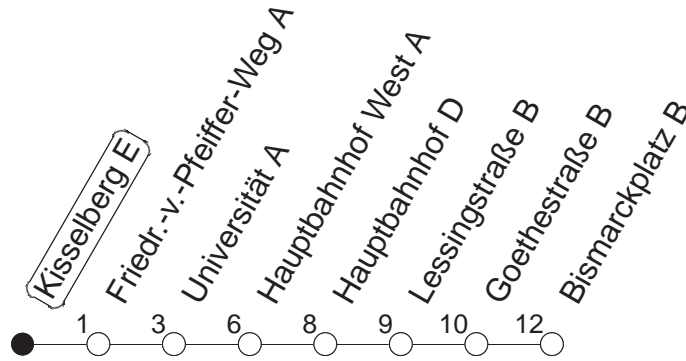 Kisselberg E
Friedr.-v.-Pfeiffer-Weg A
Universität A
Hauptbahnhof West A
Hauptbahnhof D
Lessingstraße B
Goethestraße B
Bismarckplatz B
1 3 6 8 9 10 12